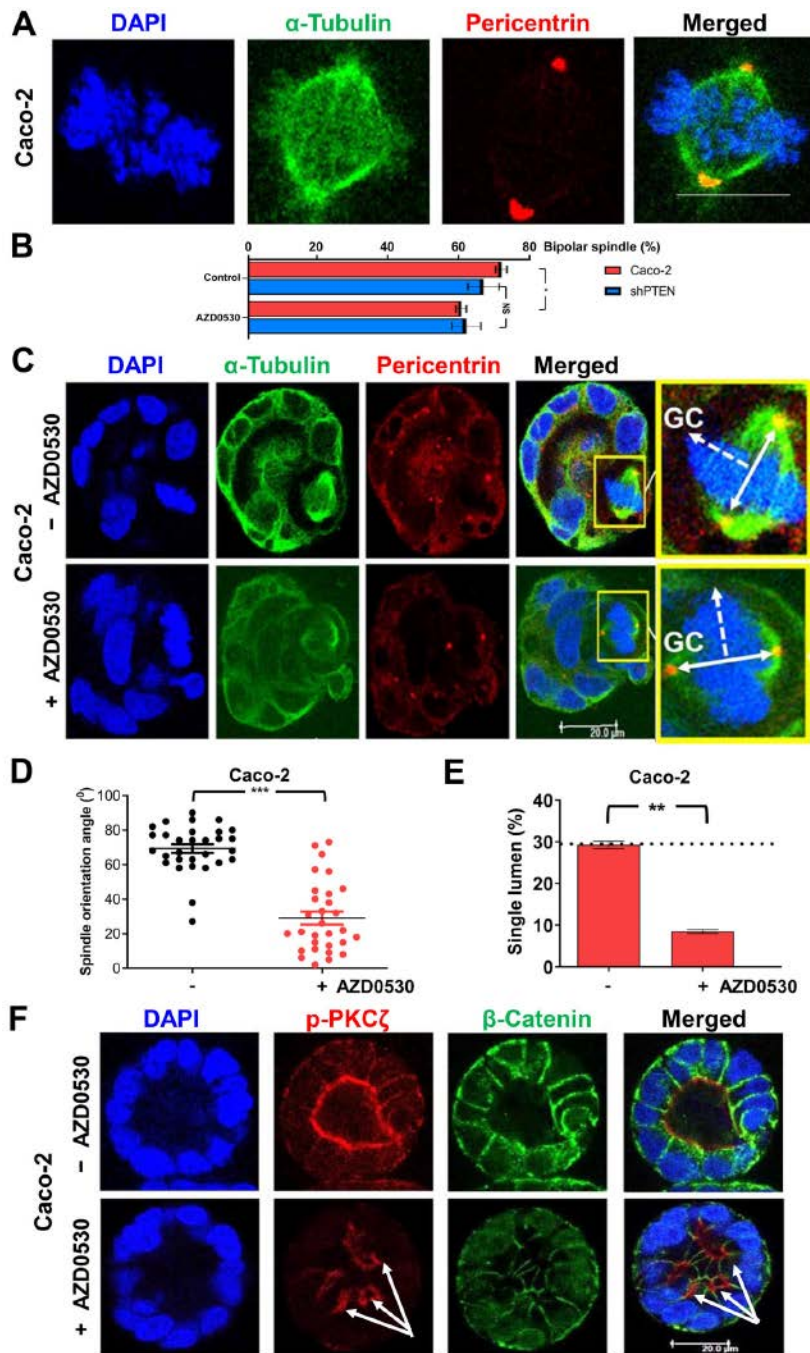 A
DAPI α-Tubulin Pericentrin Merged
Caco-2
B
0 20 40 60 80
Bipolar spindle (%)
Control
AZD0530
NS
*
Caco-2
shPTEN
C
DAPI α-Tubulin Pericentrin Merged
Caco-2
− AZD0530
GC
+ AZD0530
GC
20.0 µm
D
Caco-2
***
Spindle orientation angle (⁰)
100
80
60
40
20
0
- + AZD0530
E
Caco-2
**
Single lumen (%)
40
30
20
10
0
- + AZD0530
F
DAPI p-PKCζ β-Catenin Merged
Caco-2
− AZD0530
+ AZD0530
20.0 µm